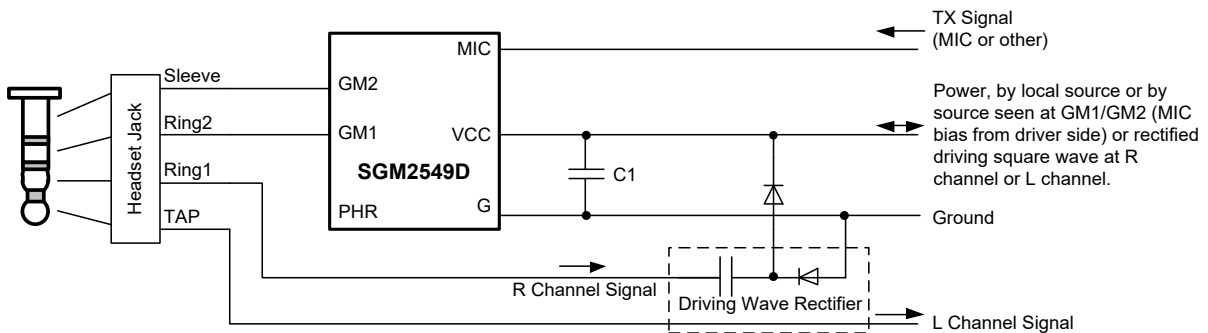 TX Signal
(MIC or other)
MIC
Sleeve
GM2
Ring2
GM1
VCC
Power, by local source or by
source seen at GM1/GM2 (MIC
bias from driver side) or rectified
driving square wave at R
channel or L channel.
Headset Jack
Ring1
SGM2549D
C1
TAP
PHR
G
Ground
R Channel Signal
Driving Wave Rectifier
L Channel Signal